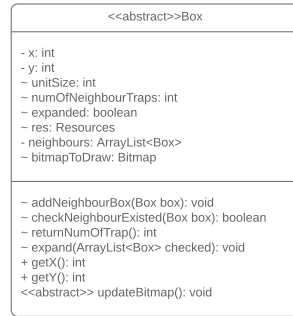 <<abstract>>Box
- x: int
- y: int
~ unitSize: int
~ numOfNeighbourTraps: int
~ expanded: boolean
~ res: Resources
- neighbours: ArrayList<Box>
~ bitmapToDraw: Bitmap
~ addNeighbourBox(Box box): void
~ checkNeighbourExisted(Box box): boolean
~ returnNumOfTrap(): int
~ expand(ArrayList<Box> checked): void
+ getX(): int
+ getY(): int
<<abstract>> updateBitmap(): void